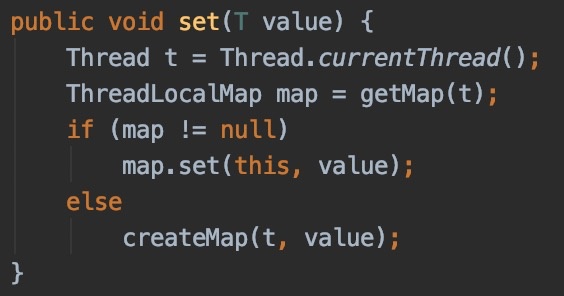 public void set(T value) {
    Thread t = Thread.currentThread();
    ThreadLocalMap map = getMap(t);
    if (map != null)
        map.set(this, value);
    else
        createMap(t, value);
}